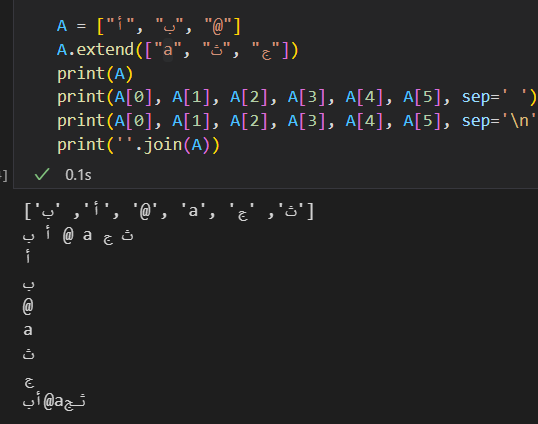 A = ["أ", "ب", "@"]
A.extend(["a", "ث", "ج"])
print(A)
print(A[0], A[1], A[2], A[3], A[4], A[5], sep=' ')
print(A[0], A[1], A[2], A[3], A[4], A[5], sep='\n'
print(''.join(A))
] ✓ 0.1s
['أ', 'ب', '@', 'a', 'ث', 'ج']
أ ب @ a ث ج
أ
ب
@
a
ث
ج
أب@aثج